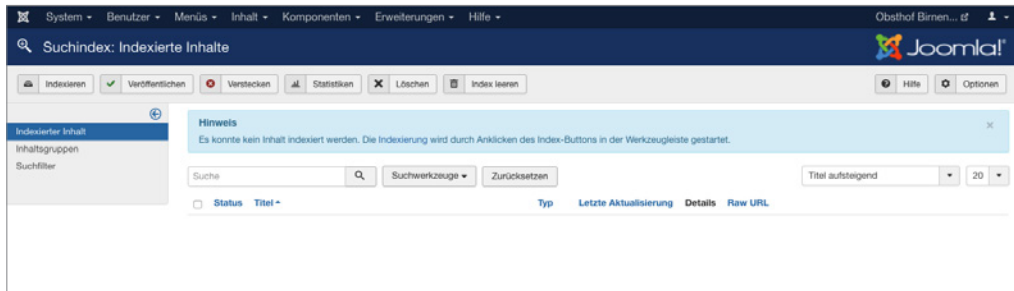 System Benutzer Menüs Inhalt Komponenten Erweiterungen Hilfe Obsthof Birnen...
Suchindex: Indexierte Inhalte Joomla!®
Indexieren Veröffentlichen Verstecken Statistiken Löschen Index leeren Hilfe Optionen
Indexierter Inhalt
Inhaltsgruppen
Suchfilter
Hinweis
Es konnte kein Inhalt indexiert werden. Die Indexierung wird durch Anklicken des Index-Buttons in der Werkzeugleiste gestartet.
Suche Suchwerkzeuge Zurücksetzen Titel aufsteigend 20
Status Titel Typ Letzte Aktualisierung Details Raw URL